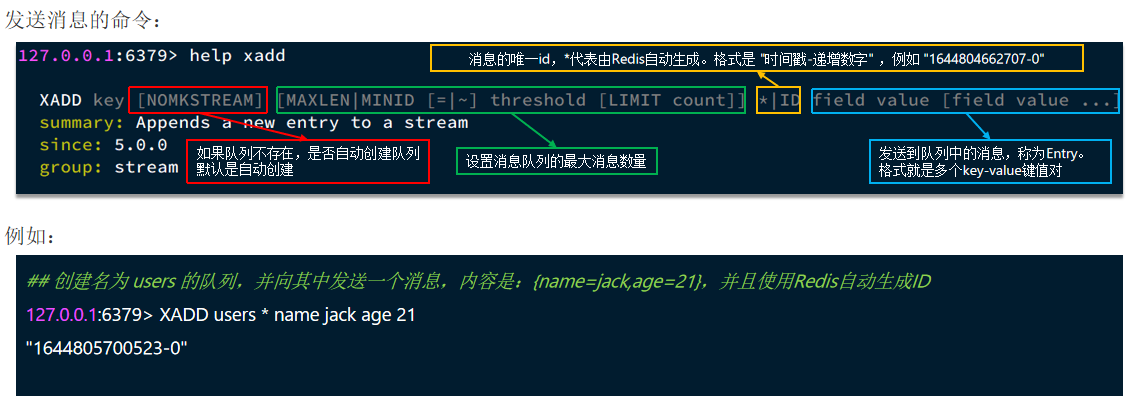 发送消息的命令：
127.0.0.1:6379> help xadd
消息的唯一id，*代表由Redis自动生成。格式是 "时间戳-递增数字" ，例如 "1644804662707-0"
XADD key [NOMKSTREAM] [MAXLEN|MINID [=|~] threshold [LIMIT count]] *|ID field value [field value ...]
summary: Appends a new entry to a stream
since: 5.0.0
group: stream
如果队列不存在，是否自动创建队列
默认是自动创建
设置消息队列的最大消息数量
发送到队列中的消息，称为Entry。
格式就是多个key-value键值对
例如：
## 创建名为 users 的队列，并向其中发送一个消息，内容是：{name=jack,age=21}，并且使用Redis自动生成ID
127.0.0.1:6379> XADD users * name jack age 21
"1644805700523-0"